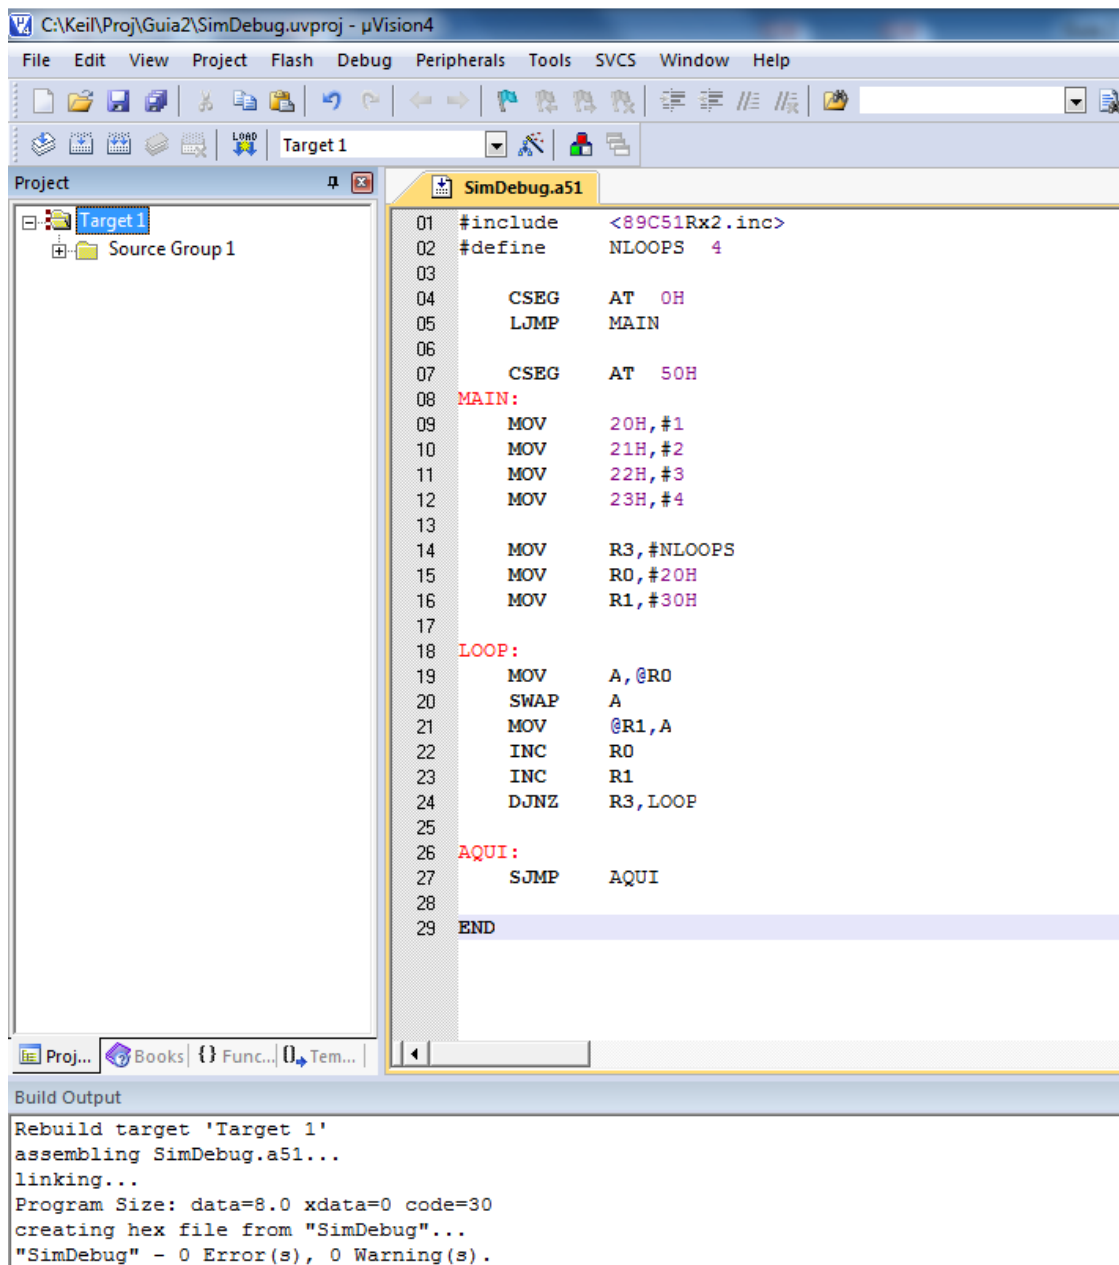 C:\Keil\Proj\Guia2\SimDebug.uvproj - µVision4
File Edit View Project Flash Debug Peripherals Tools SVCS Window Help
LOAD Target 1
Project
SimDebug.a51
Target 1
Source Group 1
01 #include <89C51Rx2.inc>
02 #define NLOOPS 4
03
04 CSEG AT 0H
05 LJMP MAIN
06
07 CSEG AT 50H
08 MAIN:
09 MOV 20H,#1
10 MOV 21H,#2
11 MOV 22H,#3
12 MOV 23H,#4
13
14 MOV R3,#NLOOPS
15 MOV R0,#20H
16 MOV R1,#30H
17
18 LOOP:
19 MOV A,@R0
20 SWAP A
21 MOV @R1,A
22 INC R0
23 INC R1
24 DJNZ R3,LOOP
25
26 AQUI:
27 SJMP AQUI
28
29 END
Proj... Books {} Func... 0 Tem...
Build Output
Rebuild target 'Target 1'
assembling SimDebug.a51...
linking...
Program Size: data=8.0 xdata=0 code=30
creating hex file from "SimDebug"...
"SimDebug" - 0 Error(s), 0 Warning(s).